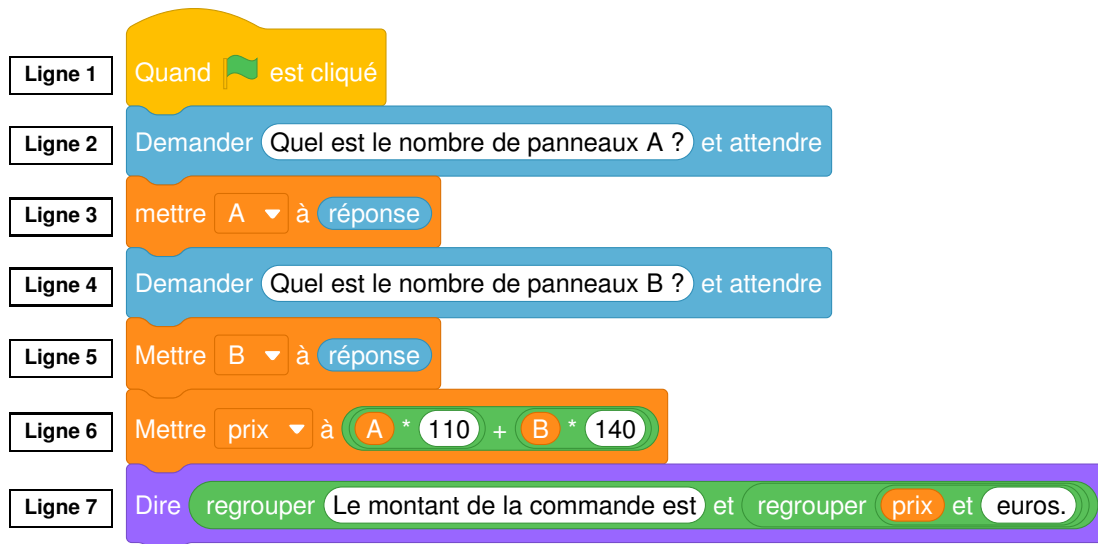 Ligne 1 Quand est cliqué
Ligne 2 Demander Quel est le nombre de panneaux A ? et attendre
Ligne 3 mettre A à réponse
Ligne 4 Demander Quel est le nombre de panneaux B ? et attendre
Ligne 5 Mettre B à réponse
Ligne 6 Mettre prix à A * 110 + B * 140
Ligne 7 Dire regrouper Le montant de la commande est et regrouper prix et euros.